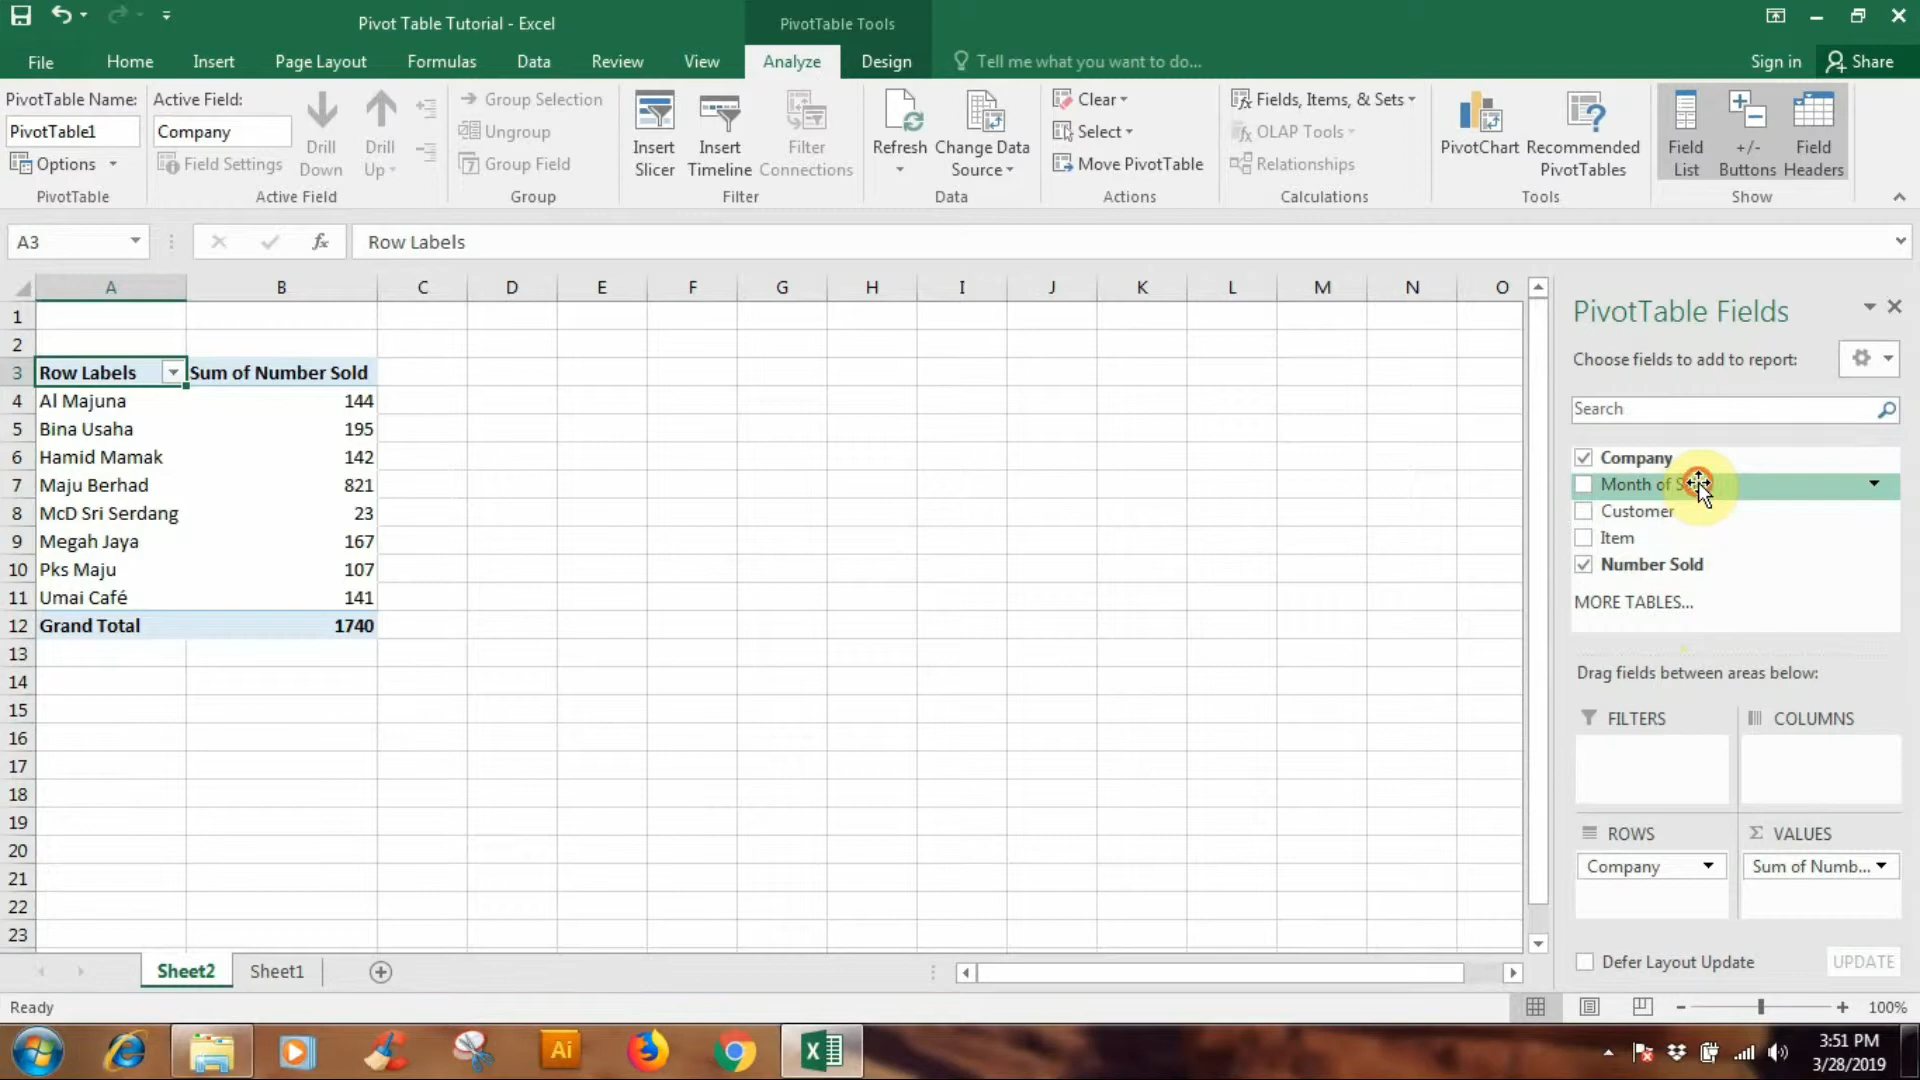 Pivot Table Tutorial - Excel
PivotTable Tools
File Home Insert Page Layout Formulas Data Review View Analyze Design Tell me what you want to do... Sign in Share
PivotTable Name:
PivotTable1
Options
PivotTable
Active Field:
Company
Field Settings
Drill Down
Drill Up
Active Field
Group Selection
Ungroup
Group Field
Group
Insert Slicer
Insert Timeline
Filter Connections
Filter
Refresh
Change Data Source
Data
Clear
Select
Move PivotTable
Actions
Fields, Items, & Sets
OLAP Tools
Relationships
Calculations
PivotChart
Recommended PivotTables
Tools
Field List
+/- Buttons
Field Headers
Show
A3
fx
Row Labels
A B C D E F G H I J K L M N O
1
2
3 Row Labels Sum of Number Sold
4 Al Majuna 144
5 Bina Usaha 195
6 Hamid Mamak 142
7 Maju Berhad 821
8 McD Sri Serdang 23
9 Megah Jaya 167
10 Pks Maju 107
11 Umai Café 141
12 Grand Total 1740
13
14
15
16
17
18
19
20
21
22
23
PivotTable Fields
Choose fields to add to report:
Search
Company
Month of
Customer
Item
Number Sold
MORE TABLES...
Drag fields between areas below:
FILTERS
COLUMNS
ROWS
Σ VALUES
Company
Sum of Numb...
Defer Layout Update
UPDATE
Sheet2 Sheet1
Ready
100%
Ai
3:51 PM
3/28/2019